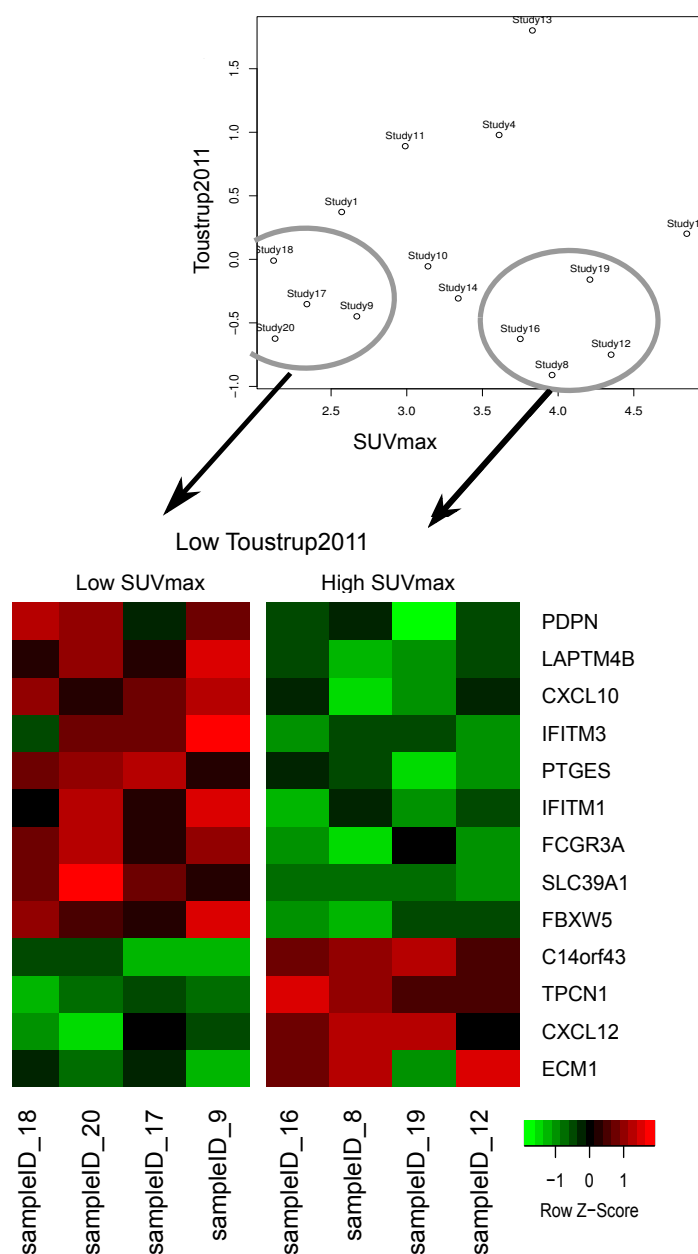 Study13
1.5
Study4
1.0
Study11
Toustrup2011
0.5
Study1
Study1
Study18
Study10
Study19
0.0
Study17
Study14
Study9
−0.5
Study20
Study16
Study12
Study8
−1.0
2.5 3.0 3.5 4.0 4.5
SUVmax
Low Toustrup2011
Low SUVmax High SUVmax
PDPN
LAPTM4B
CXCL10
IFITM3
PTGES
IFITM1
FCGR3A
SLC39A1
FBXW5
C14orf43
TPCN1
CXCL12
ECM1
sampleID_18
sampleID_20
sampleID_17
sampleID_9
sampleID_16
sampleID_8
sampleID_19
sampleID_12
−1 0 1
Row Z−Score